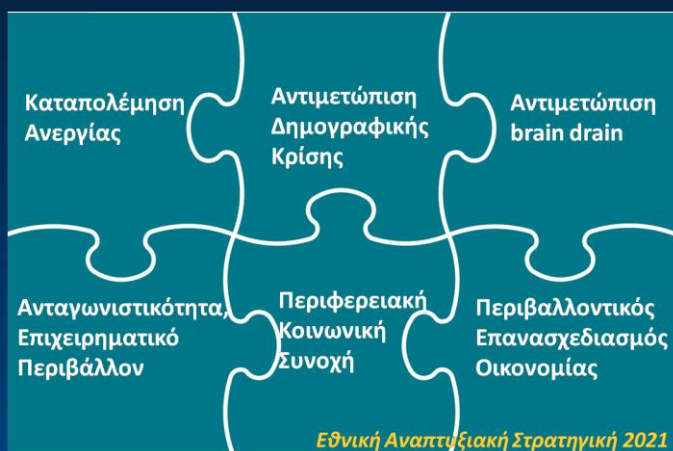 Καταπολέμηση
Ανεργίας
Αντιμετώπιση
Δημογραφικής
Κρίσης
Αντιμετώπιση
brain drain
Ανταγωνιστικότητα,
Επιχειρηματικό
Περιβάλλον
Περιφερειακή
Κοινωνική
Συνοχή
Περιβαλλοντικός
Επανασχεδιασμός
Οικονομίας
Εθνική Αναπτυξιακή Στρατηγική 2021